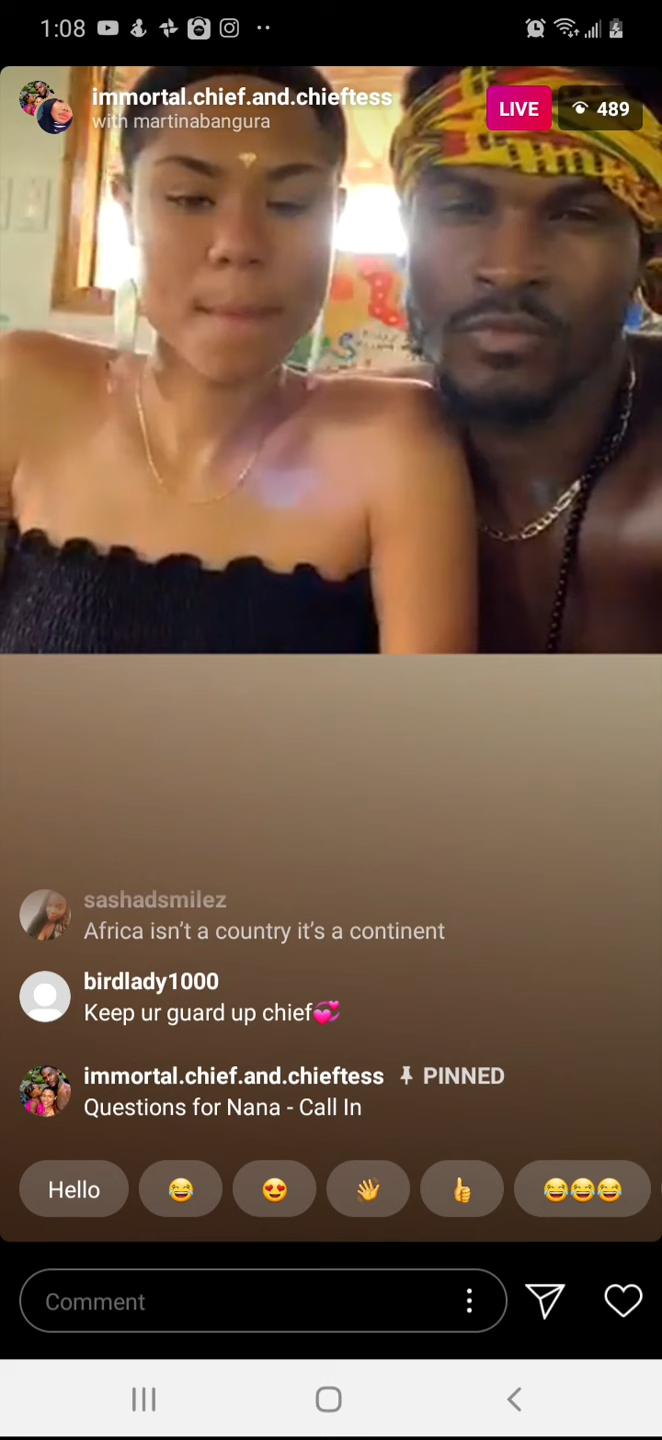 1:08
immortal.chief.and.chieftess
with martinabangura
LIVE
489
sashadsmilez
Africa isn’t a country it’s a continent
birdlady1000
Keep ur guard up chief💞
immortal.chief.and.chieftess PINNED
Questions for Nana - Call In
Hello 😂 😍 👋 👍 😂😂😂
Comment